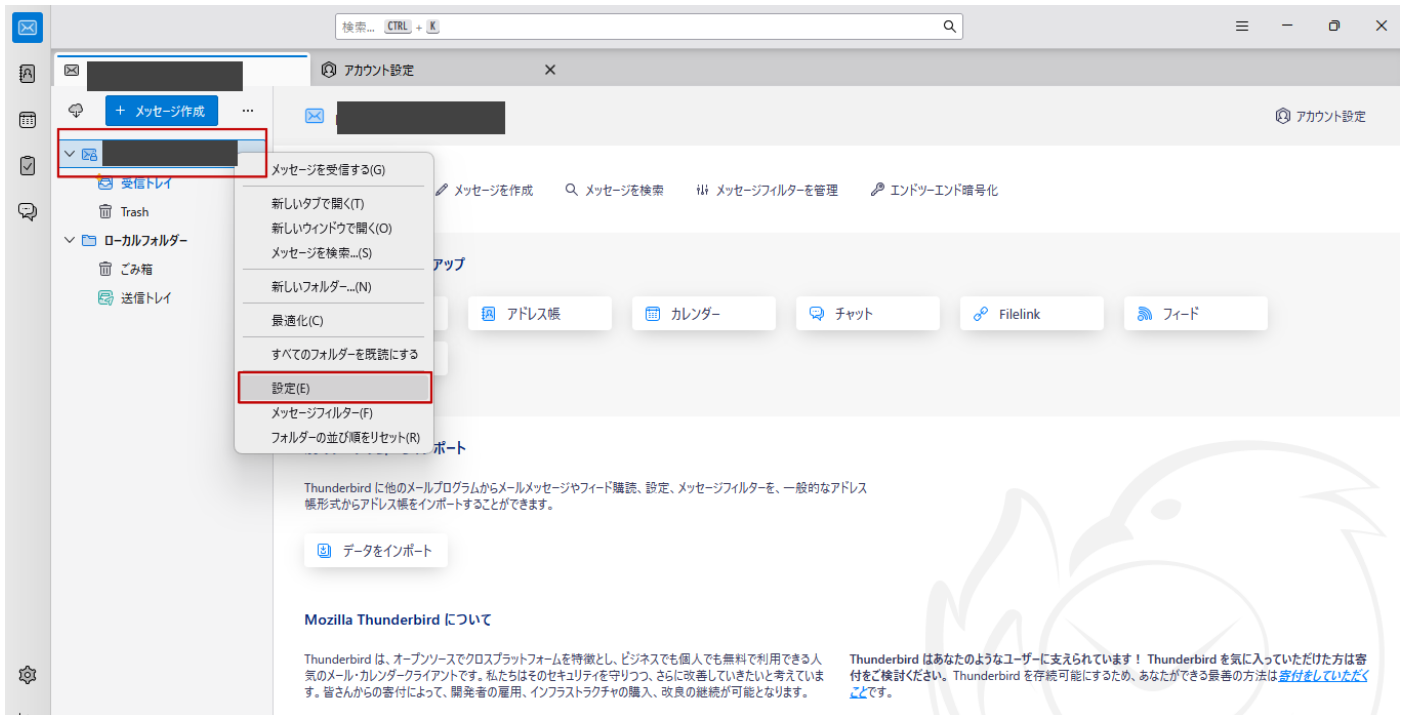 検索... CTRL + K
アカウント設定
+ メッセージ作成 ...
アカウント設定
受信トレイ
Trash
ローカルフォルダー
ごみ箱
送信トレイ
メッセージを受信する(G)
新しいタブで開く(T)
新しいウィンドウで開く(O)
メッセージを検索...(S)
新しいフォルダー...(N)
最適化(C)
すべてのフォルダーを既読にする
設定(E)
メッセージフィルター(F)
フォルダーの並び順をリセット(R)
メッセージを作成 メッセージを検索 メッセージフィルターを管理 エンドツーエンド暗号化
アップ
アドレス帳 カレンダー チャット Filelink フィード
ポート
Thunderbird に他のメールプログラムからメールメッセージやフィード購読、設定、メッセージフィルターを、一般的なアドレス
帳形式からアドレス帳をインポートすることができます。
データをインポート
Mozilla Thunderbird について
Thunderbird は、オープンソースでクロスプラットフォームを特徴とし、ビジネスでも個人でも無料で利用できる人
気のメール・カレンダークライアントです。私たちはそのセキュリティを守りつつ、さらに改善していきたいと考えていま
す。皆さんからの寄付によって、開発者の雇用、インフラストラクチャの購入、改良の継続が可能となります。
Thunderbird はあなたのようなユーザーに支えられています！ Thunderbird を気に入っていただけた方は寄
付をご検討ください。Thunderbird を存続可能にするため、あなたができる最善の方法は寄付をしていただく
ことです。